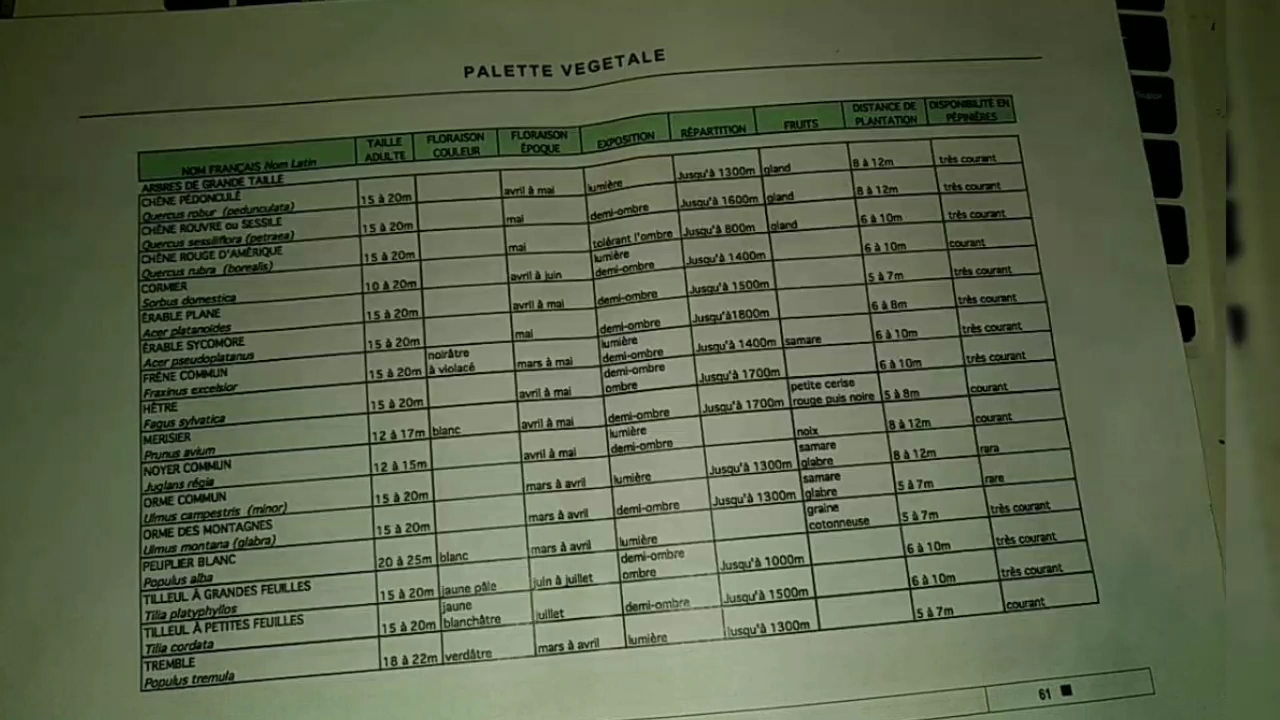 PALETTE VEGETALE
NOM FRANÇAIS Nom Latin TAILLE ADULTE FLORAISON COULEUR FLORAISON ÉPOQUE EXPOSITION RÉPARTITION FRUITS DISTANCE DE PLANTATION DISPONIBILITÉ EN PÉPINIÈRES
ARBRES DE GRANDE TAILLE
CHÊNE PÉDONCULÉ
Quercus robur (pedunculata) 15 à 20m avril à mai lumière Jusqu'à 1300m gland 8 à 12m très courant
CHÊNE ROUVRE ou SESSILE
Quercus sessiliflora (petraea) 15 à 20m mai demi-ombre Jusqu'à 1600m gland 8 à 12m très courant
CHÊNE ROUGE D'AMÉRIQUE
Quercus rubra (borealis) 15 à 20m mai tolérant l'ombre Jusqu'à 800m gland 6 à 10m très courant
CORMIER lumière
Sorbus domestica 10 à 20m avril à juin demi-ombre Jusqu'à 1400m 6 à 10m courant
ÉRABLE PLANE
Acer platanoides 15 à 20m avril à mai demi-ombre Jusqu'à 1500m 5 à 7m très courant
ÉRABLE SYCOMORE
Acer pseudoplatanus 15 à 20m mai demi-ombre Jusqu'à1800m 6 à 8m très courant
FRÊNE COMMUN noirâtre lumière
Fraxinus excelsior 15 à 20m à violacé mars à mai demi-ombre Jusqu'à 1400m samare 6 à 10m très courant
HÊTRE demi-ombre
Fagus sylvatica 15 à 20m avril à mai ombre Jusqu'à 1700m 6 à 10m très courant
MERISIER petite cerise
Prunus avium 12 à 17m blanc avril à mai demi-ombre Jusqu'à 1700m rouge puis noire 5 à 8m courant
NOYER COMMUN lumière
Juglans régia 12 à 15m avril à mai demi-ombre noix 8 à 12m courant
ORME COMMUN samare
Ulmus campestris (minor) 15 à 20m mars à avril lumière Jusqu'à 1300m glabre 8 à 12m rara
ORME DES MONTAGNES samare
Ulmus montana (glabra) 15 à 20m mars à avril demi-ombre Jusqu'à 1300m glabre 5 à 7m rare
PEUPLIER BLANC graine
Populus alba 20 à 25m blanc mars à avril lumière cotonneuse 5 à 7m très courant
TILLEUL À GRANDES FEUILLES demi-ombre
Tilia platyphyllos 15 à 20m jaune pâle juin à juillet ombre Jusqu'à 1000m 6 à 10m très courant
TILLEUL À PETITES FEUILLES jaune
Tilia cordata 15 à 20m blanchâtre juillet demi-ombre Jusqu'à 1500m 6 à 10m très courant
TREMBLE
Populus tremula 18 à 22m verdâtre mars à avril lumière Jusqu'à 1300m 5 à 7m courant
61